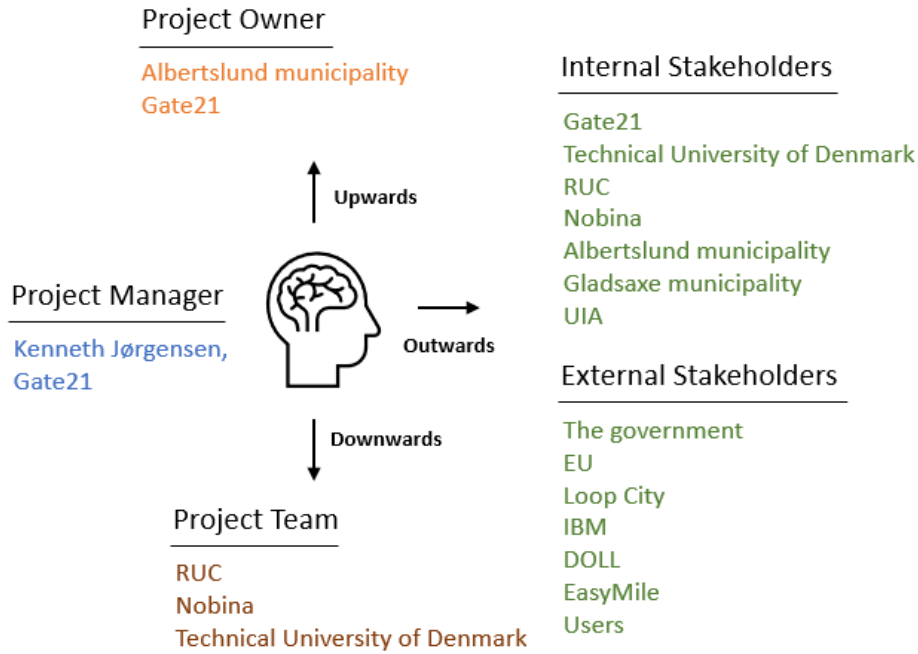 Project Owner
Albertslund municipality
Gate21
Upwards
Internal Stakeholders
Gate21
Technical University of Denmark
RUC
Nobina
Albertslund municipality
Gladsaxe municipality
UIA
Project Manager
Kenneth Jørgensen,
Gate21
Outwards
External Stakeholders
The government
EU
Loop City
IBM
DOLL
EasyMile
Users
Downwards
Project Team
RUC
Nobina
Technical University of Denmark